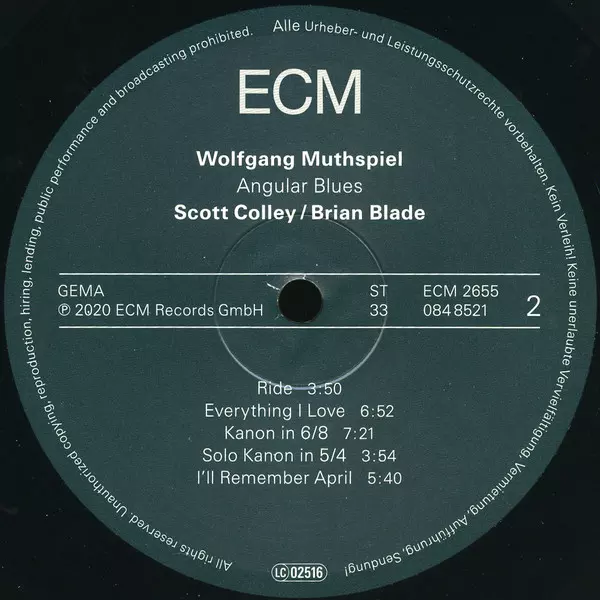 All rights reserved. Unauthorized copying, reproduction, hiring, lending, public performance and broadcasting prohibited. Alle Urheber- und Leistungsschutzrechte vorbehalten. Kein Verleih! Keine unerlaubte Vervielfältigung, Vermietung, Aufführung, Sendung!
ECM
Wolfgang Muthspiel
Angular Blues
Scott Colley / Brian Blade
GEMA ST ECM 2655
℗ 2020 ECM Records GmbH 33 084 8521 2
Ride 3:50
Everything I Love 6:52
Kanon in 6/8 7:21
Solo Kanon in 5/4 3:54
I'll Remember April 5:40
LC 02516